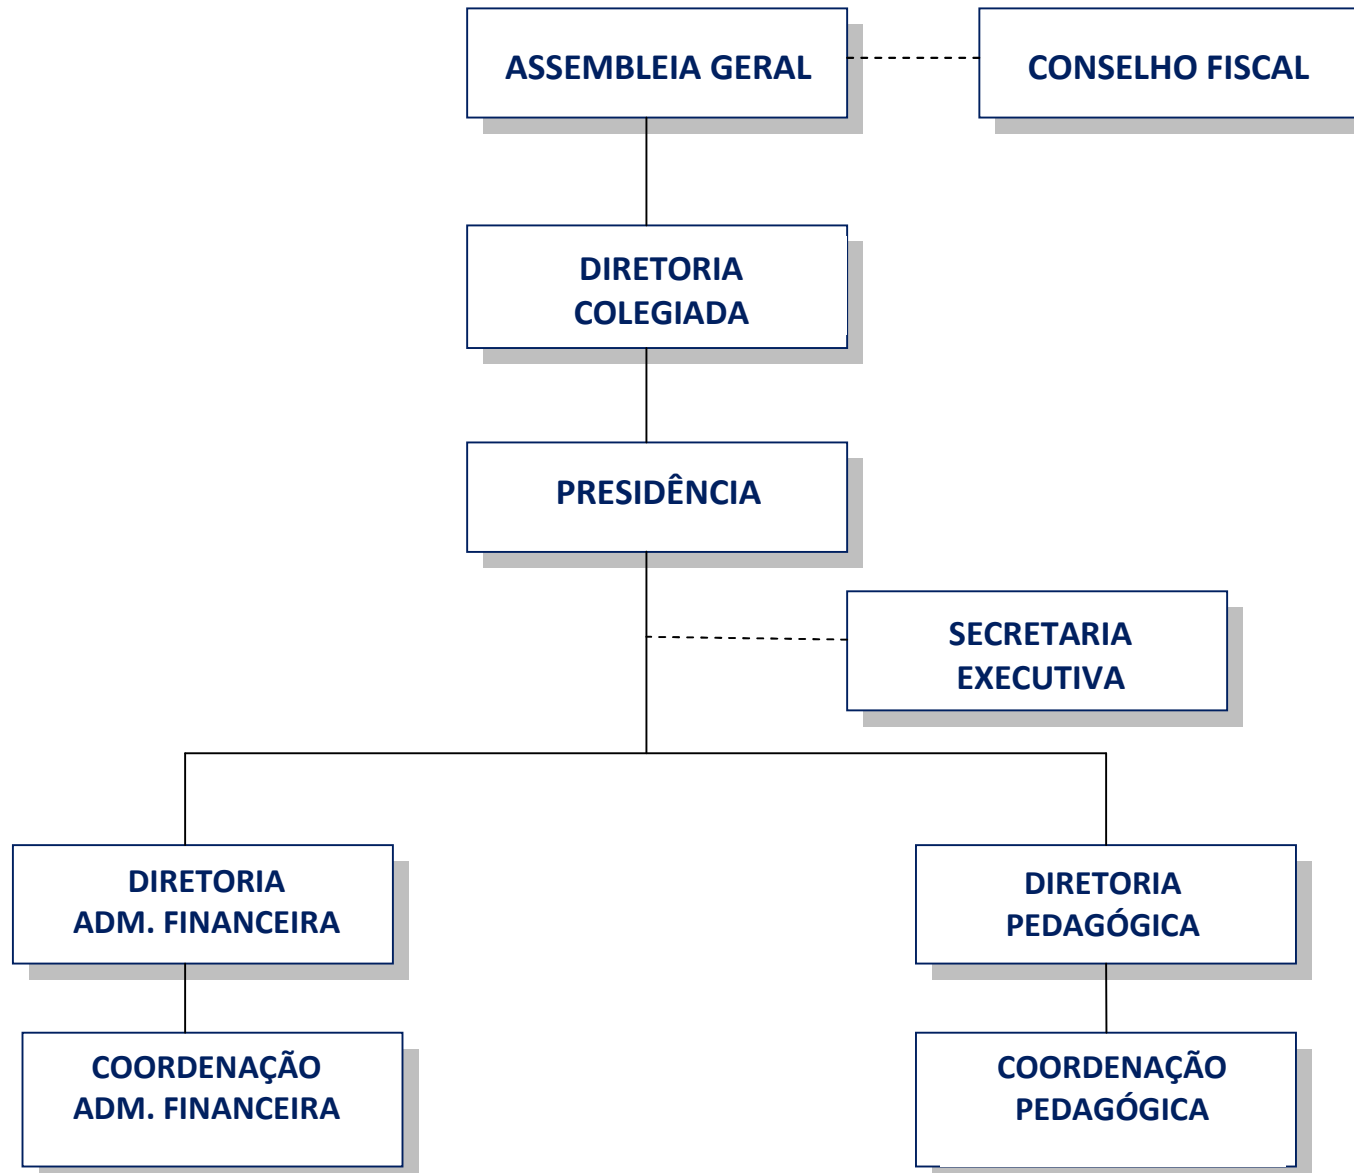 ASSEMBLEIA GERAL
CONSELHO FISCAL
DIRETORIA
COLEGIADA
PRESIDÊNCIA
SECRETARIA
EXECUTIVA
DIRETORIA
ADM. FINANCEIRA
DIRETORIA
PEDAGÓGICA
COORDENAÇÃO
ADM. FINANCEIRA
COORDENAÇÃO
PEDAGÓGICA